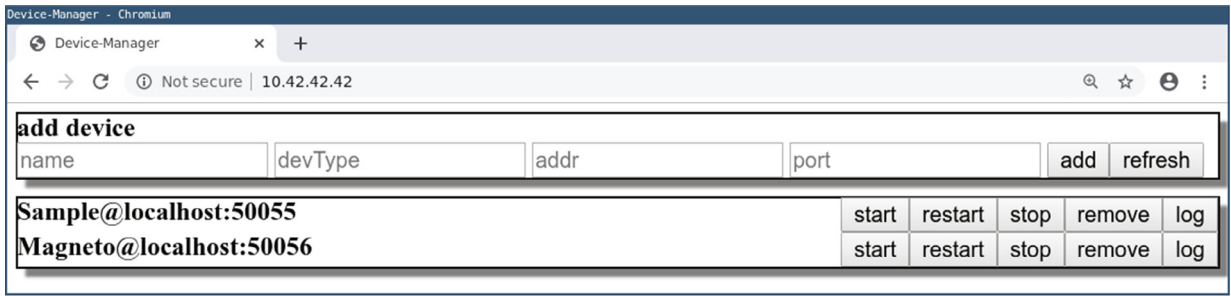 Device-Manager - Chromium
Device-Manager
Not secure 10.42.42.42
add device
name devType addr port add refresh
Sample@localhost:50055 start restart stop remove log
Magneto@localhost:50056 start restart stop remove log